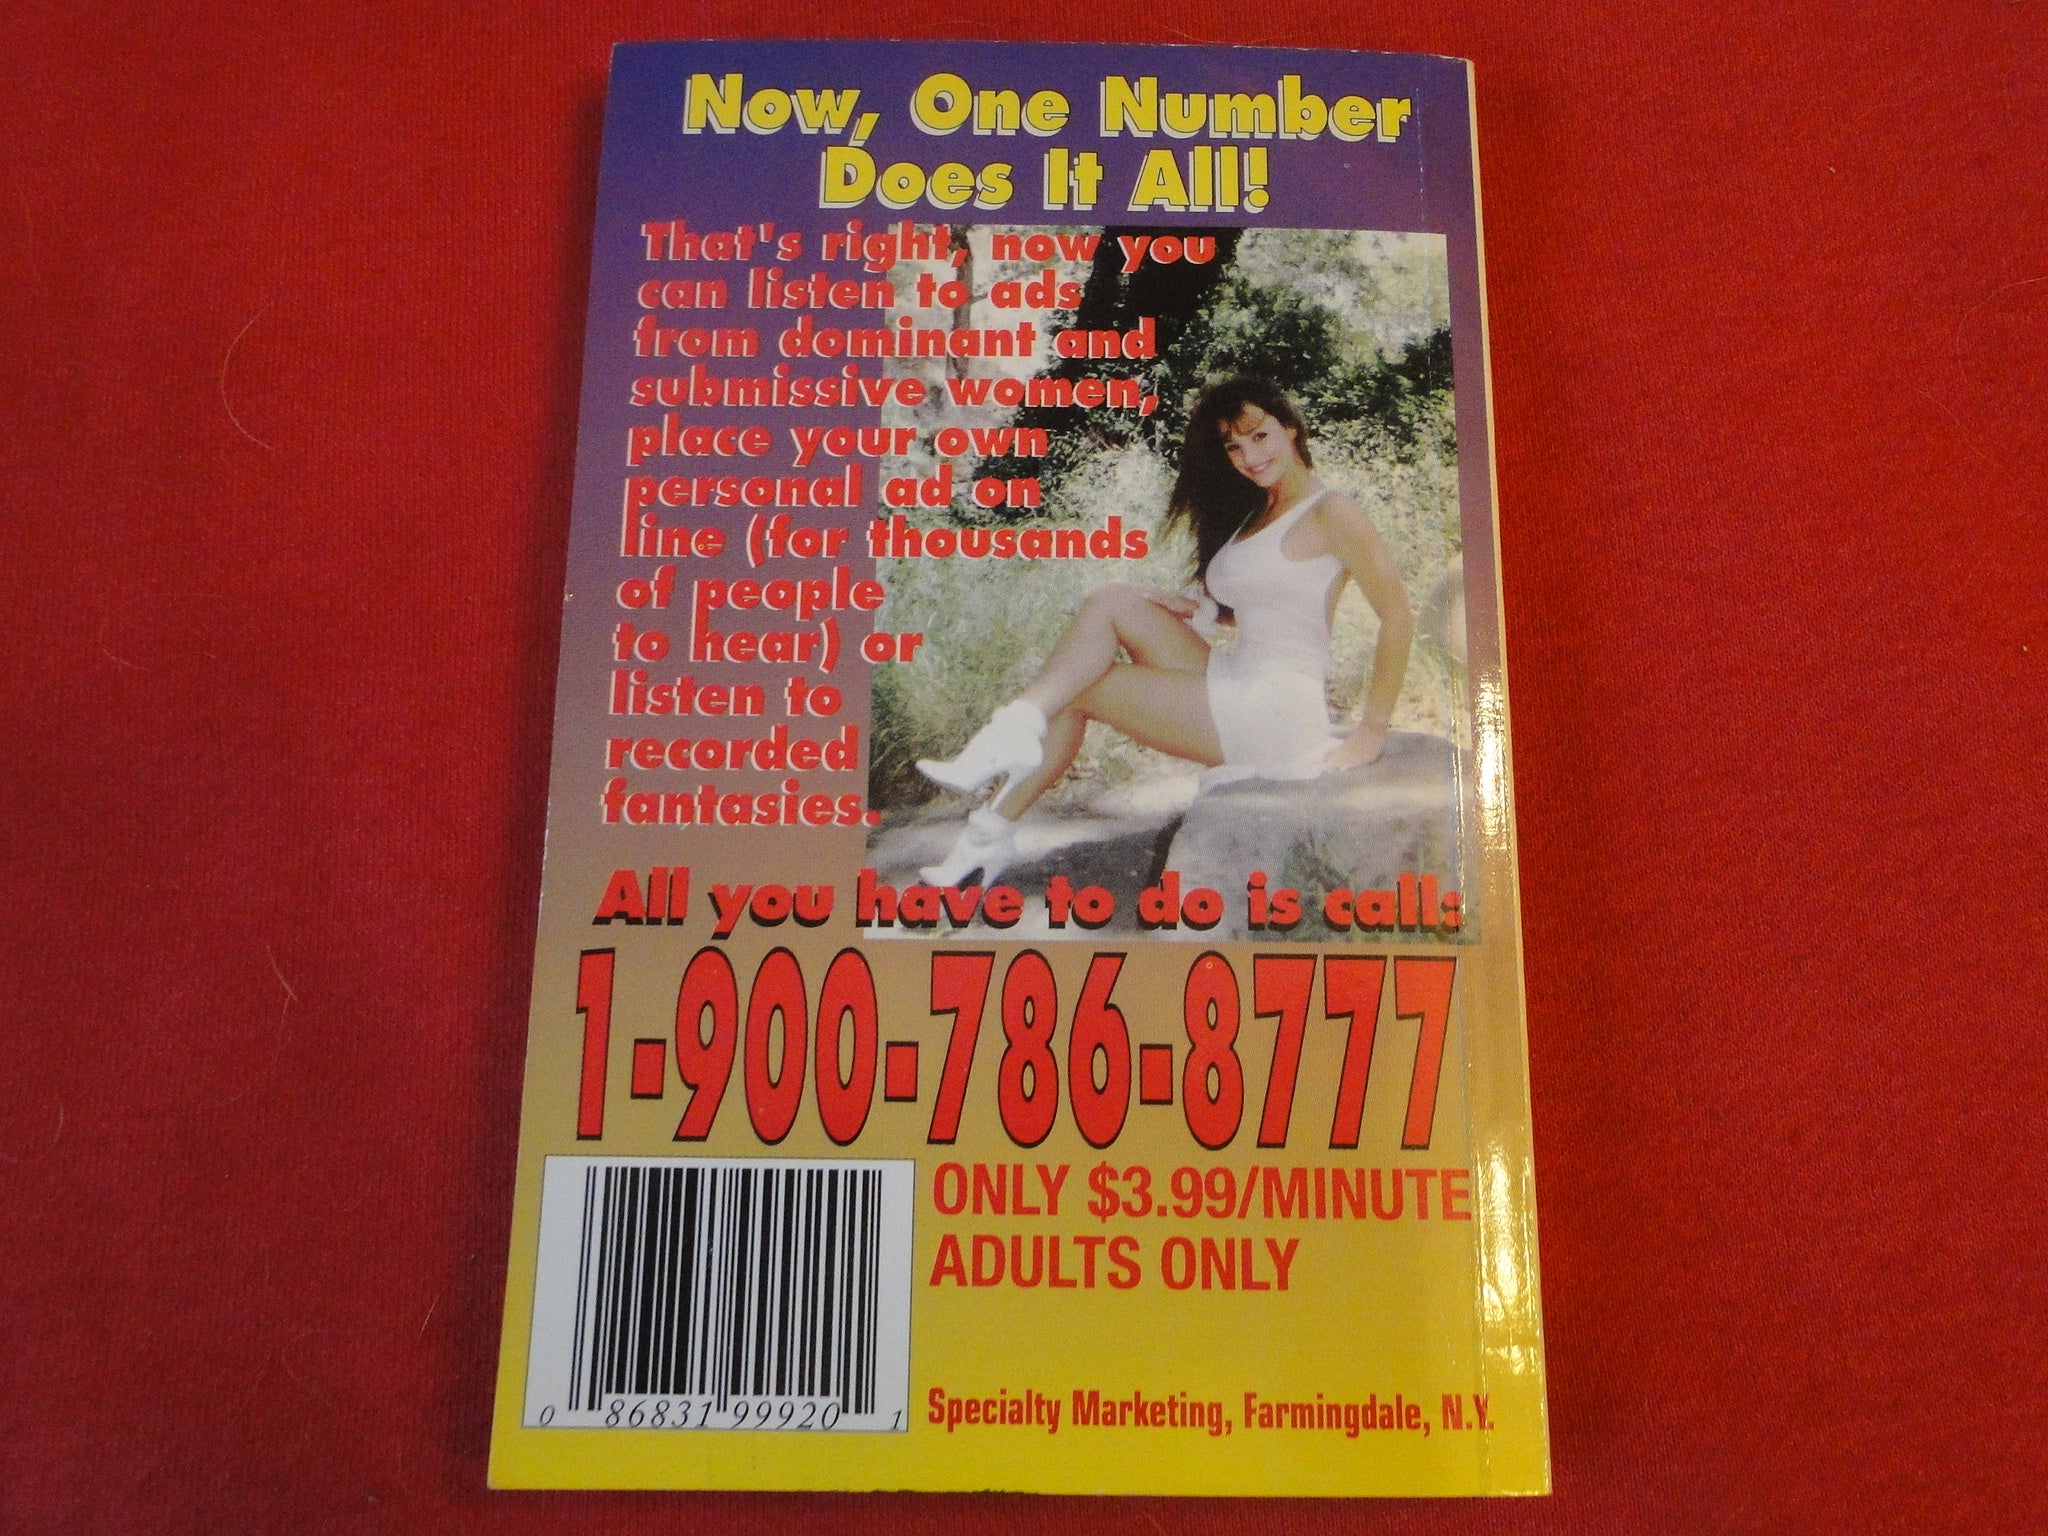 Now, One Number
Does It All!
That's right, now you
can listen to ads
from dominant and
submissive women,
place your own
personal ad on
line (for thousands
of people
to hear) or
listen to
recorded
fantasies.
All you have to do is call:
1-900-786-8777
ONLY $3.99/MINUTE
ADULTS ONLY
0 86831 99920 1
Specialty Marketing, Farmingdale, N.Y.